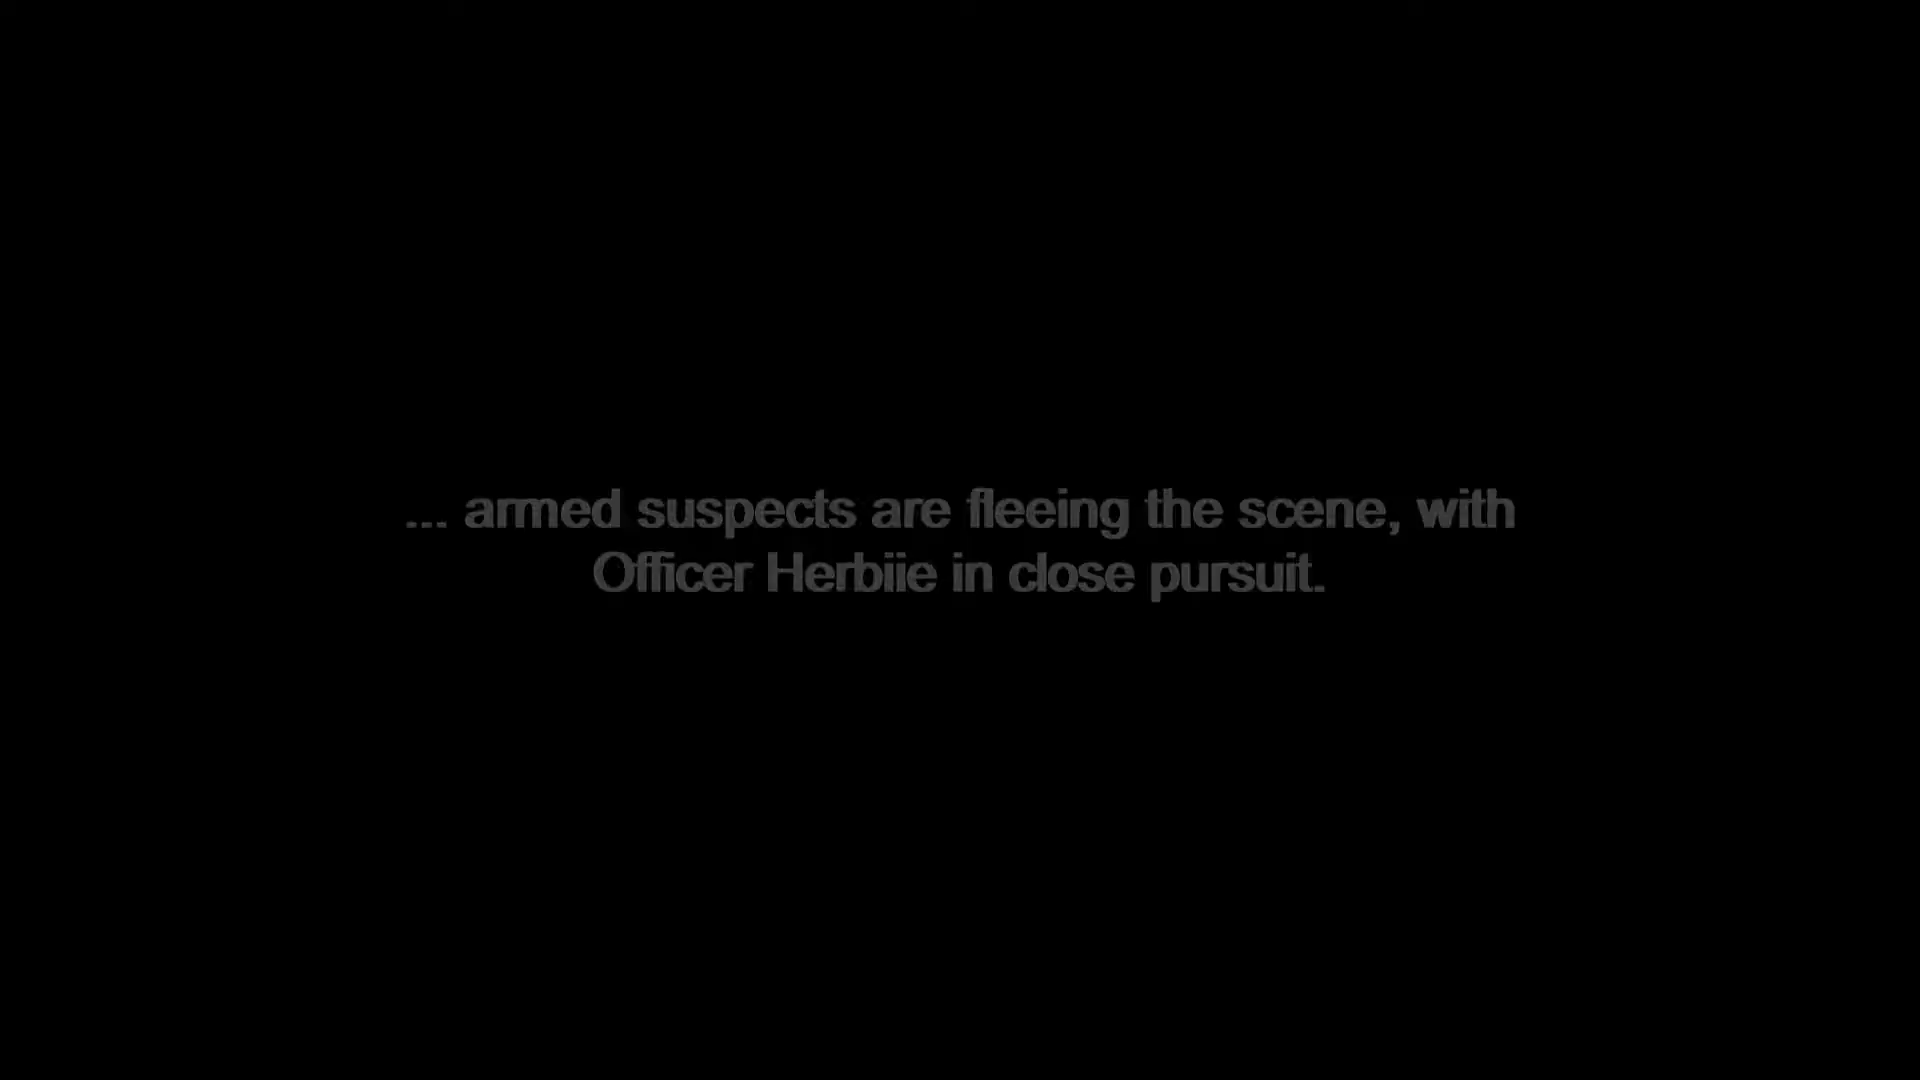 ... armed suspects are fleeing the scene, with
Officer Herbiie in close pursuit.